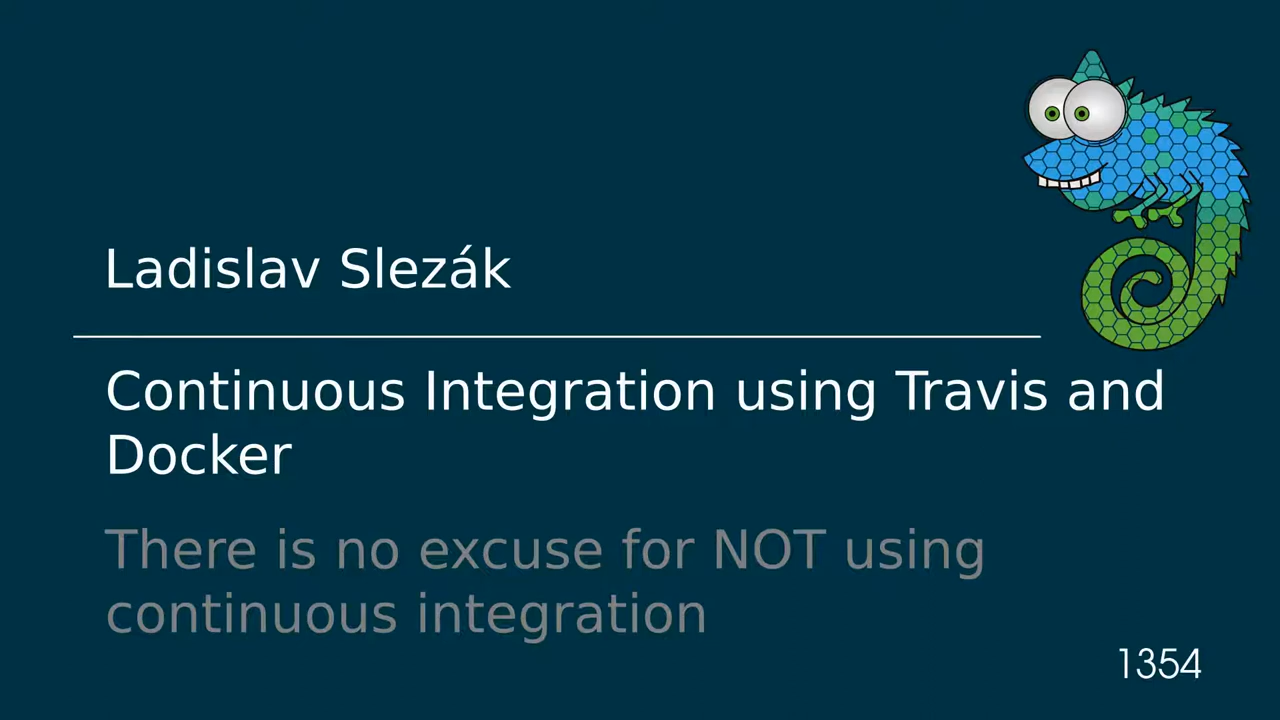 Ladislav Slezák
Continuous Integration using Travis and
Docker
There is no excuse for NOT using
continuous integration
1354